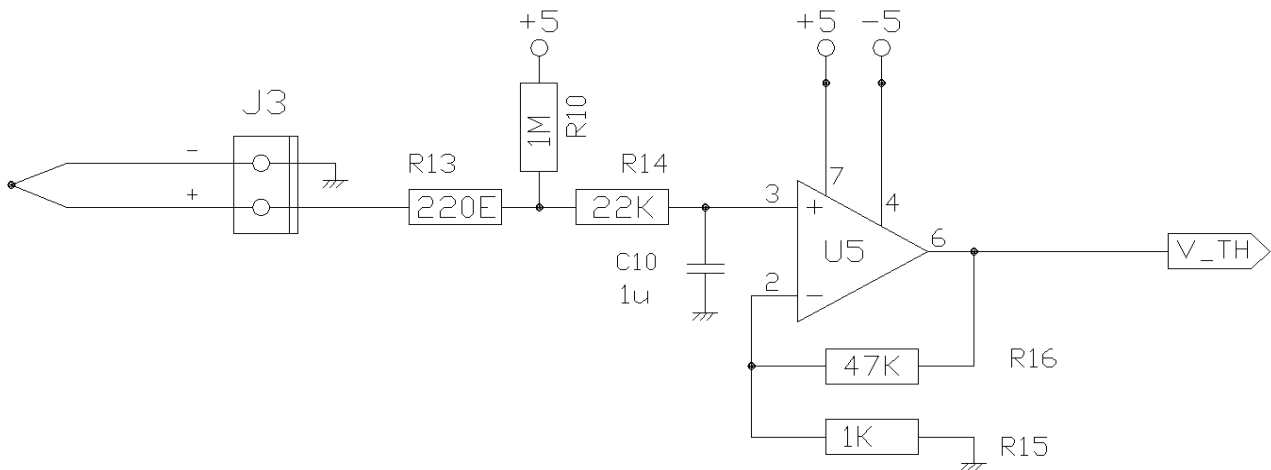 +5
+5
-5
J3
1M
R10
-
+
R13
220E
R14
22K
3
+
7
4
U5
6
V_TH
C10
1u
2
-
47K
R16
1K
R15